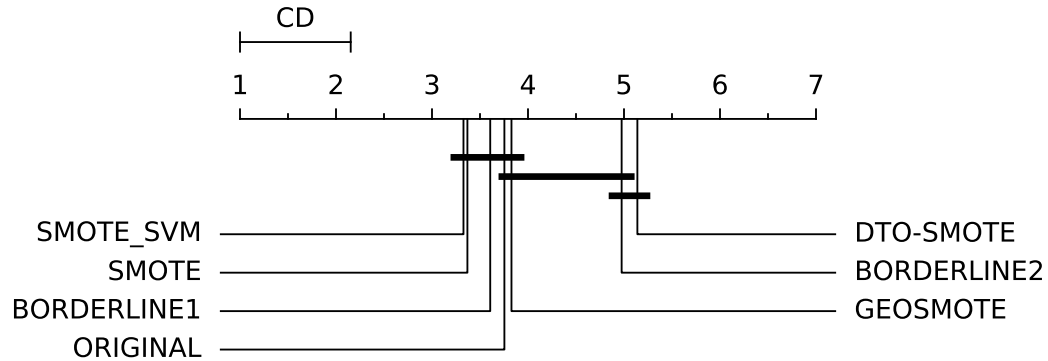 CD
1 2 3 4 5 6 7
SMOTE_SVM
SMOTE
BORDERLINE1
ORIGINAL
DTO-SMOTE
BORDERLINE2
GEOSMOTE